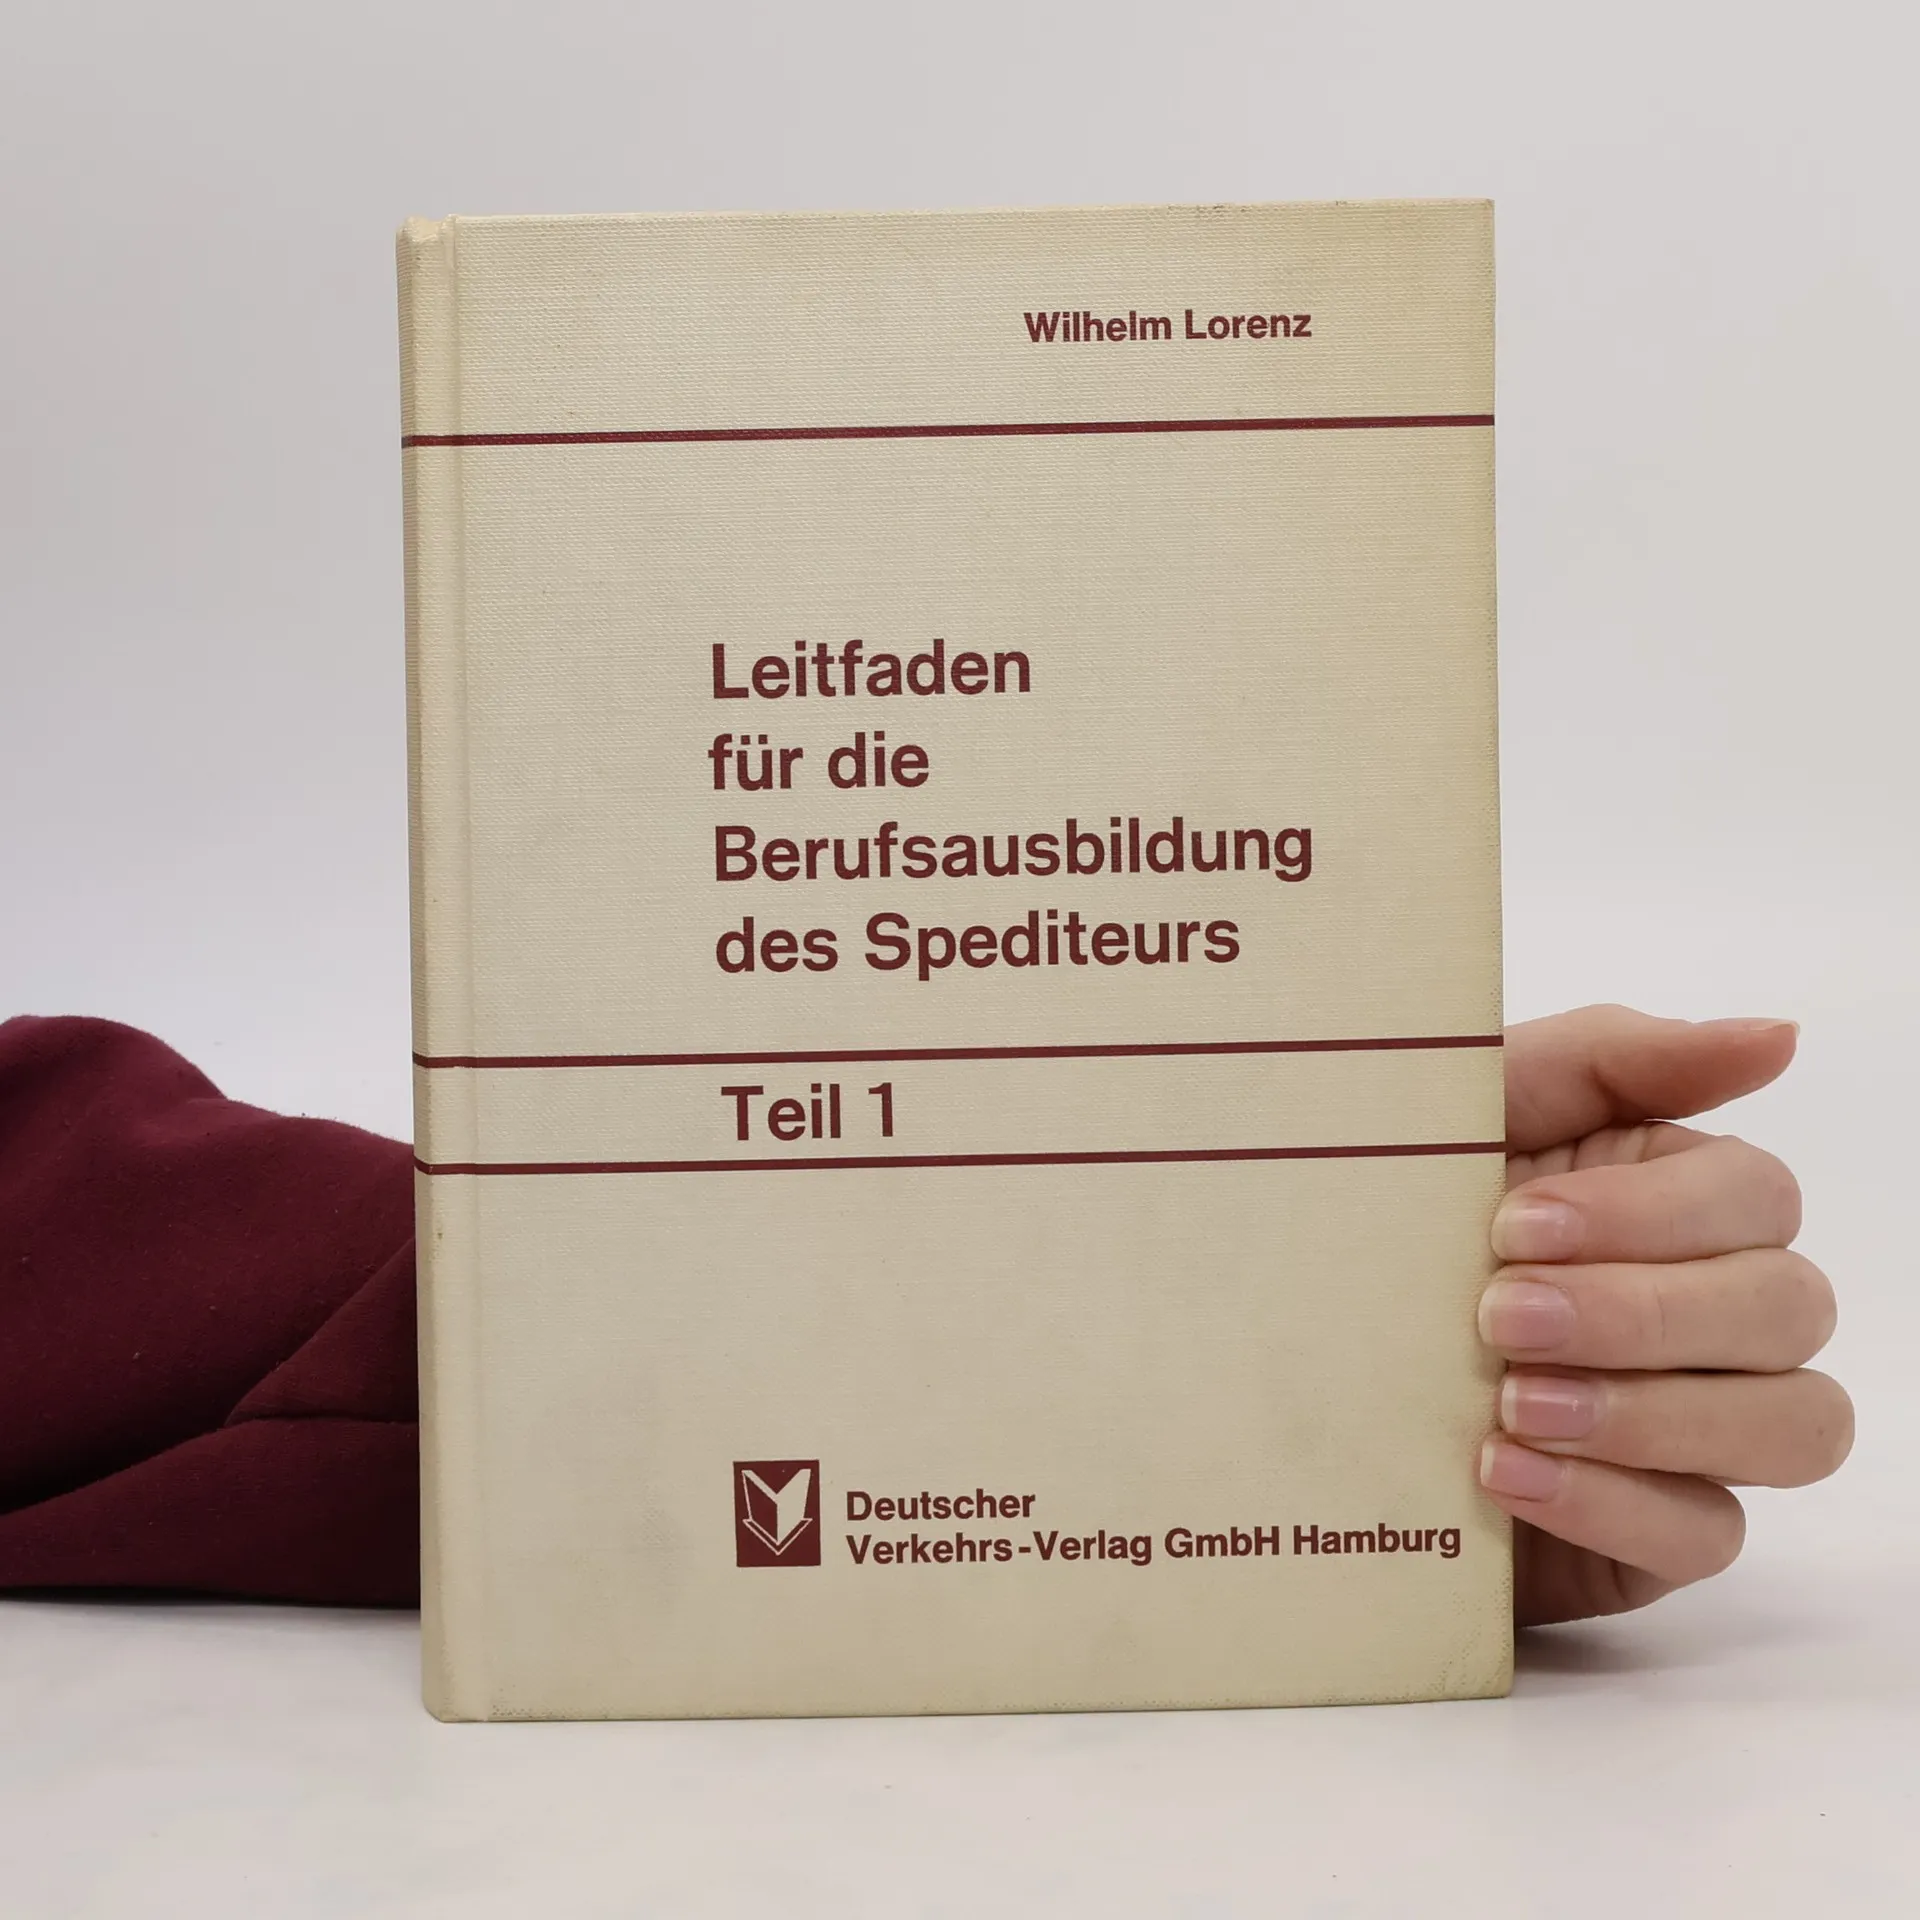 Wilhelm Lorenz
Leitfaden
für die
Berufsausbildung
des Spediteurs
Teil 1
Deutscher
Verkehrs-Verlag GmbH Hamburg